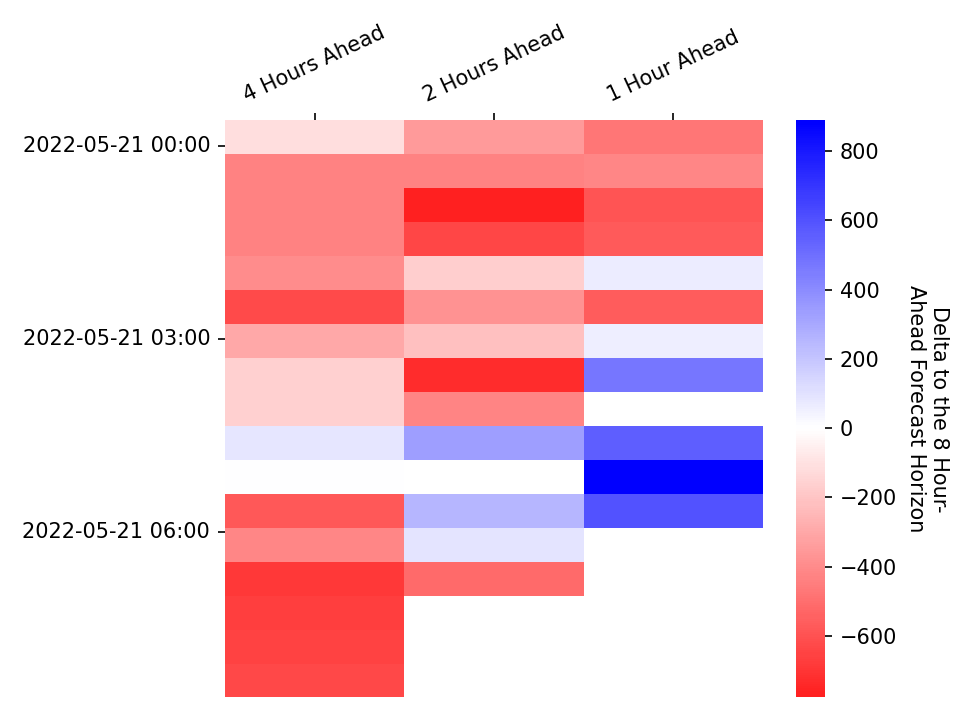 4 Hours Ahead
2 Hours Ahead
1 Hour Ahead
2022-05-21 00:00
2022-05-21 03:00
2022-05-21 06:00
800
600
400
200
0
−200
−400
−600
Delta to the 8 Hour-
Ahead Forecast Horizon